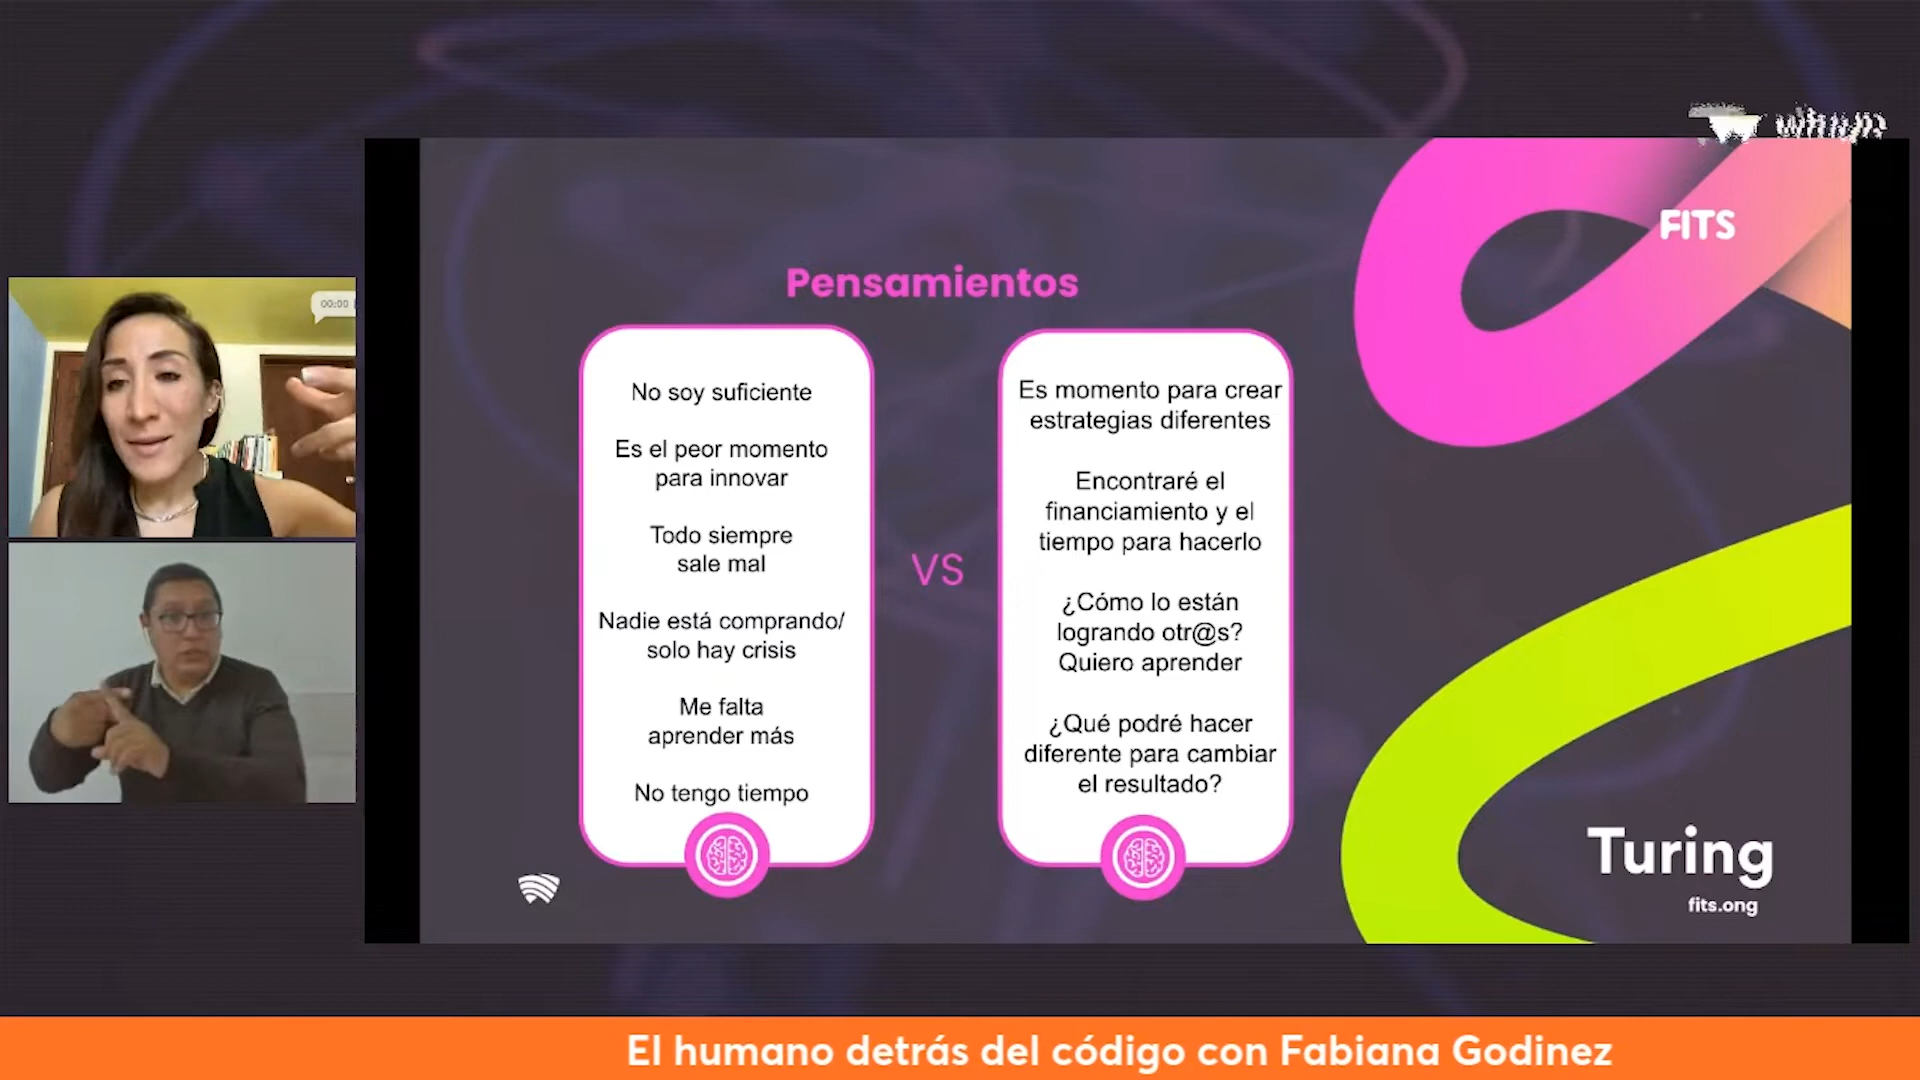 00:00
whups
FITS
Pensamientos
No soy suficiente
Es el peor momento
para innovar
Todo siempre
sale mal
Nadie está comprando/
solo hay crisis
Me falta
aprender más
No tengo tiempo
VS
Es momento para crear
estrategias diferentes
Encontraré el
financiamiento y el
tiempo para hacerlo
¿Cómo lo están
logrando otr@s?
Quiero aprender
¿Qué podré hacer
diferente para cambiar
el resultado?
Turing
fits.ong
El humano detrás del código con Fabiana Godinez